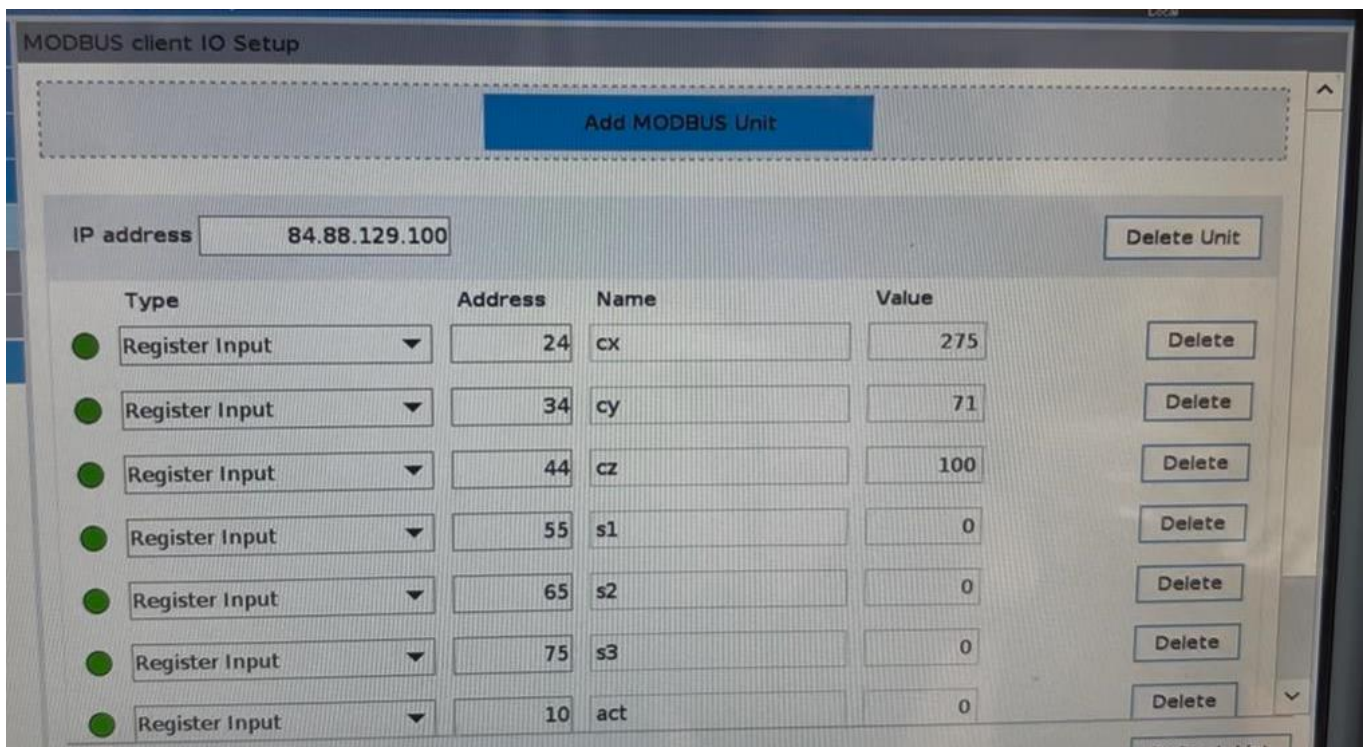 MODBUS client IO Setup
Add MODBUS Unit
IP address 84.88.129.100 Delete Unit
Type Address Name Value
Register Input 24 cx 275 Delete
Register Input 34 cy 71 Delete
Register Input 44 cz 100 Delete
Register Input 55 s1 0 Delete
Register Input 65 s2 0 Delete
Register Input 75 s3 0 Delete
Register Input 10 act 0 Delete